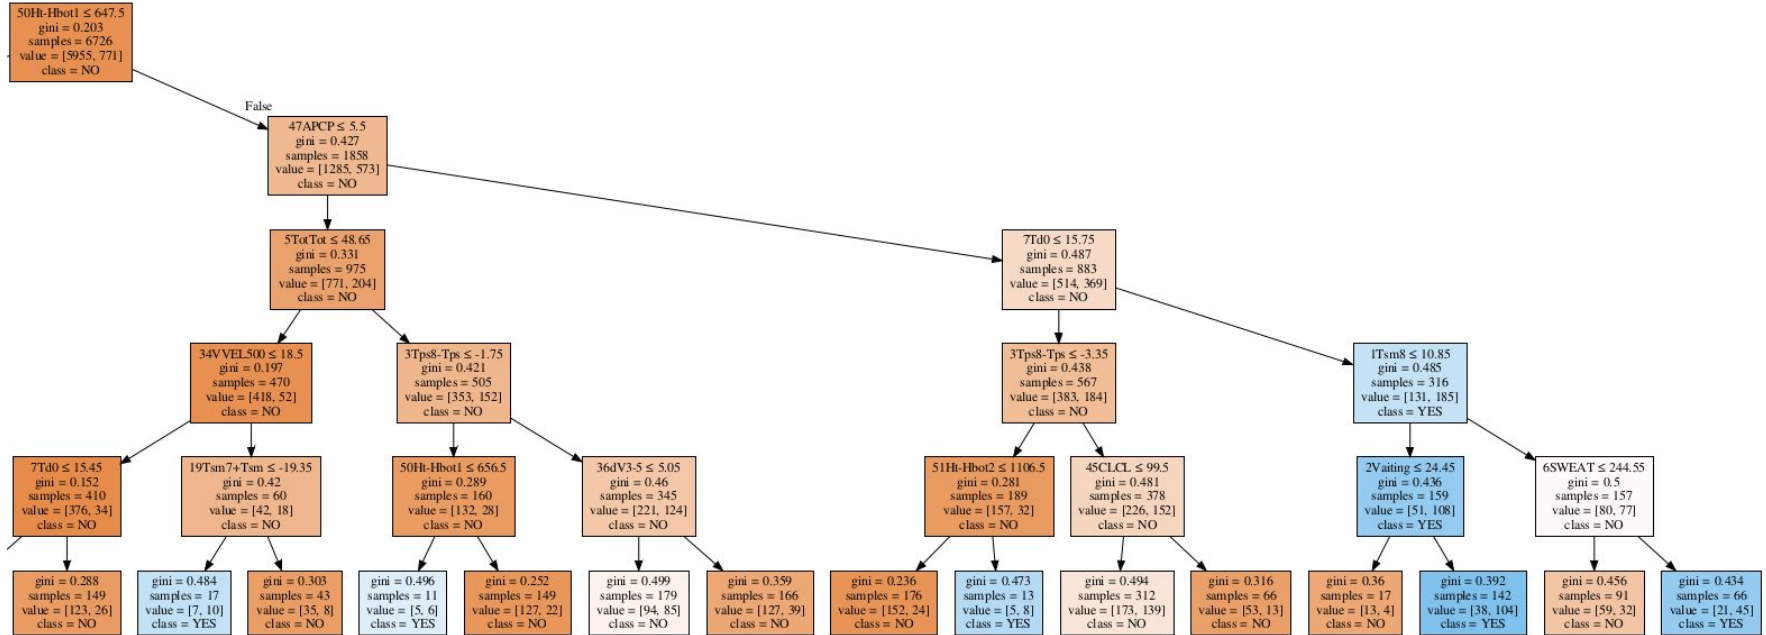 50Ht-Hbot1 ≤ 647.5
gini = 0.203
samples = 6726
value = [5955, 771]
class = NO
False
47APCP ≤ 5.5
gini = 0.427
samples = 1858
value = [1285, 573]
class = NO
5TotTot ≤ 48.65
gini = 0.331
samples = 975
value = [771, 204]
class = NO
7Td0 ≤ 15.75
gini = 0.487
samples = 883
value = [514, 369]
class = NO
34VVEL500 ≤ 18.5
gini = 0.197
samples = 470
value = [418, 52]
class = NO
3Tps8-Tps ≤ -1.75
gini = 0.421
samples = 505
value = [353, 152]
class = NO
3Tps8-Tps ≤ -3.35
gini = 0.438
samples = 567
value = [383, 184]
class = NO
1Tsm8 ≤ 10.85
gini = 0.485
samples = 316
value = [131, 185]
class = YES
7Td0 ≤ 15.45
gini = 0.152
samples = 410
value = [376, 34]
class = NO
19Tsm7+Tsm ≤ -19.35
gini = 0.42
samples = 60
value = [42, 18]
class = NO
50Ht-Hbot1 ≤ 656.5
gini = 0.289
samples = 160
value = [132, 28]
class = NO
36dV3-5 ≤ 5.05
gini = 0.46
samples = 345
value = [221, 124]
class = NO
51Ht-Hbot2 ≤ 1106.5
gini = 0.281
samples = 189
value = [157, 32]
class = NO
45CLCL ≤ 99.5
gini = 0.481
samples = 378
value = [226, 152]
class = NO
2Vaiting ≤ 24.45
gini = 0.436
samples = 159
value = [51, 108]
class = YES
6SWEAT ≤ 244.55
gini = 0.5
samples = 157
value = [80, 77]
class = NO
gini = 0.288
samples = 149
value = [123, 26]
class = NO
gini = 0.484
samples = 17
value = [7, 10]
class = YES
gini = 0.303
samples = 43
value = [35, 8]
class = NO
gini = 0.496
samples = 11
value = [5, 6]
class = YES
gini = 0.252
samples = 149
value = [127, 22]
class = NO
gini = 0.499
samples = 179
value = [94, 85]
class = NO
gini = 0.359
samples = 166
value = [127, 39]
class = NO
gini = 0.236
samples = 176
value = [152, 24]
class = NO
gini = 0.473
samples = 13
value = [5, 8]
class = YES
gini = 0.494
samples = 312
value = [173, 139]
class = NO
gini = 0.316
samples = 66
value = [53, 13]
class = NO
gini = 0.36
samples = 17
value = [13, 4]
class = NO
gini = 0.392
samples = 142
value = [38, 104]
class = YES
gini = 0.456
samples = 91
value = [59, 32]
class = NO
gini = 0.434
samples = 66
value = [21, 45]
class = YES